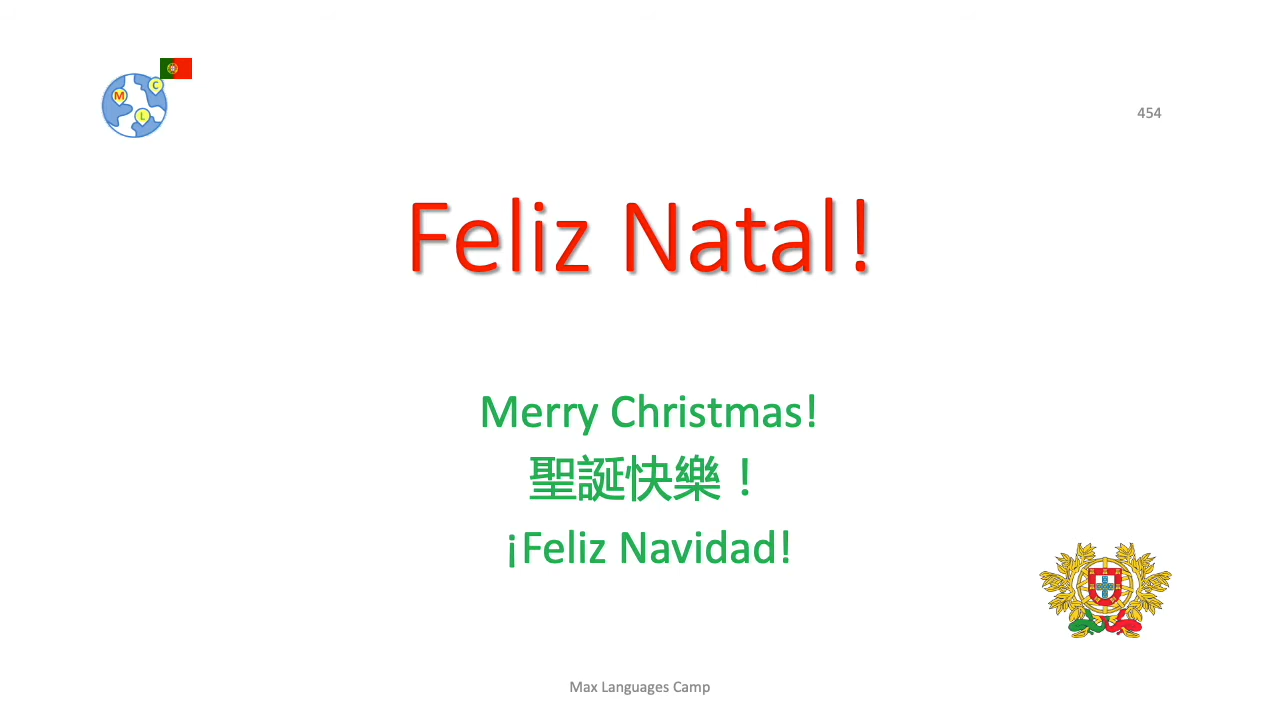 M
C
L
454
Feliz Natal!
Merry Christmas!
聖誕快樂！
¡Feliz Navidad!
Max Languages Camp